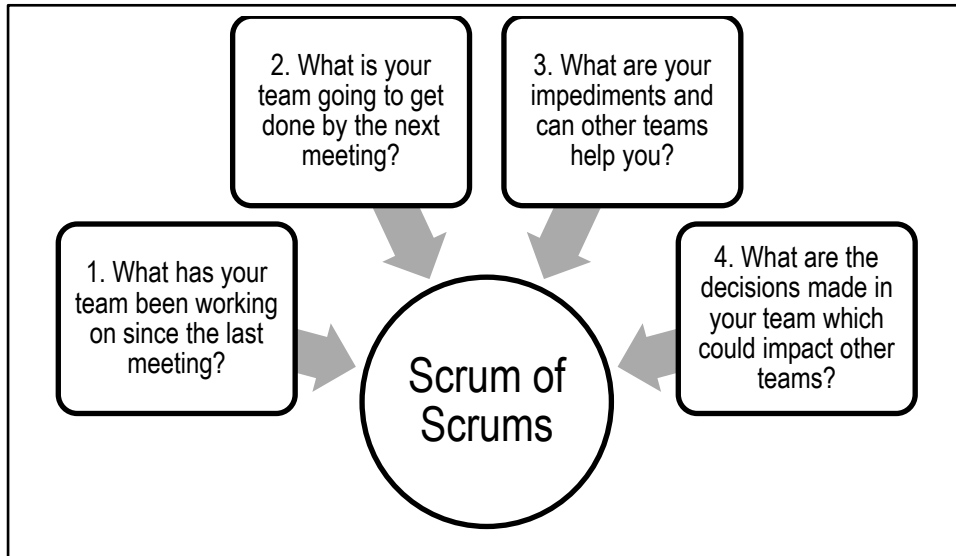 1. What has your
team been working
on since the last
meeting?
2. What is your
team going to get
done by the next
meeting?
3. What are your
impediments and
can other teams
help you?
4. What are the
decisions made in
your team which
could impact other
teams?
Scrum of
Scrums